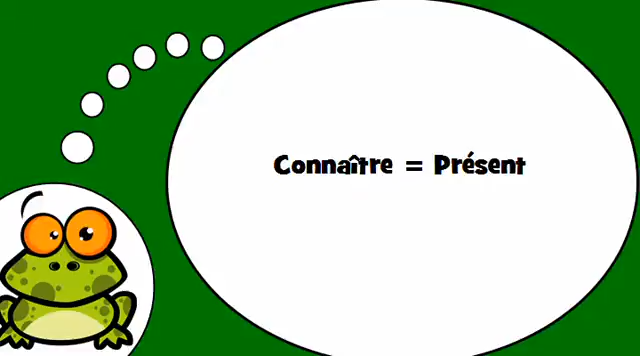 Connaître = Présent